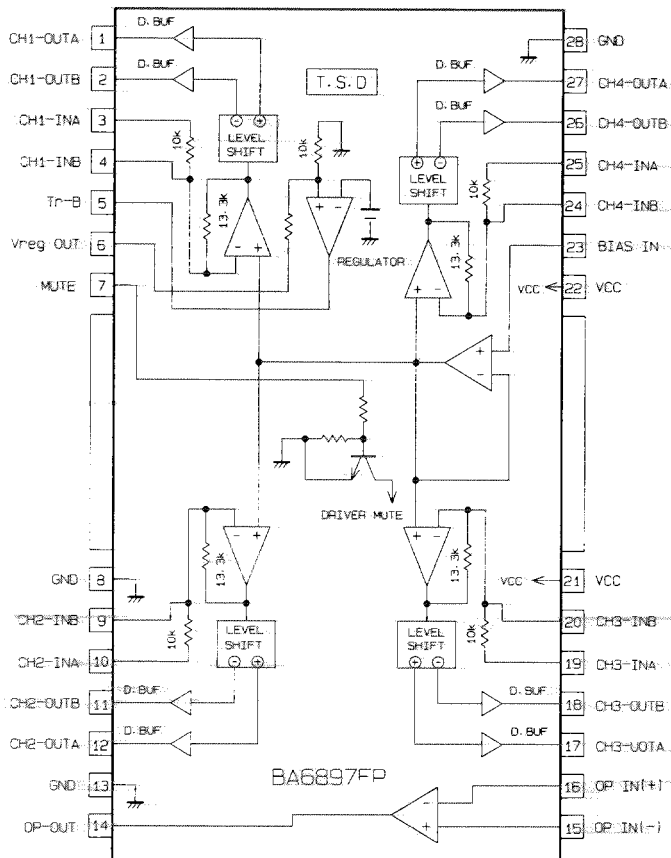 D.BUF
CH1-OUTA 1
28 GND
D.BUF
CH1-OUTB 2
T.S.D
D.BUF
27 CH4-OUTA
CH1-INA 3
D.BUF
26 CH4-OUTB
10k
LEVEL SHIFT
10k
CH1-INB 4
LEVEL SHIFT
10k
25 CH4-INA
Tr-B 5
13.3k
24 CH4-INB
Vreg OUT 6
REGULATOR
13.3k
23 BIAS IN
MUTE 7
VCC
22 VCC
DRIVER MUTE
13.3k
13.3k
GND 8
VCC
21 VCC
CH2-INB 9
10k
LEVEL SHIFT
LEVEL SHIFT
10k
20 CH3-INB
CH2-INA 10
19 CH3-INA
D.BUF
CH2-OUTB 11
D.BUF
18 CH3-OUTB
D.BUF
CH2-OUTA 12
D.BUF
17 CH3-UOTA
BA6897FP
GND 13
16 OP IN(+)
OP-OUT 14
15 OP IN(-)